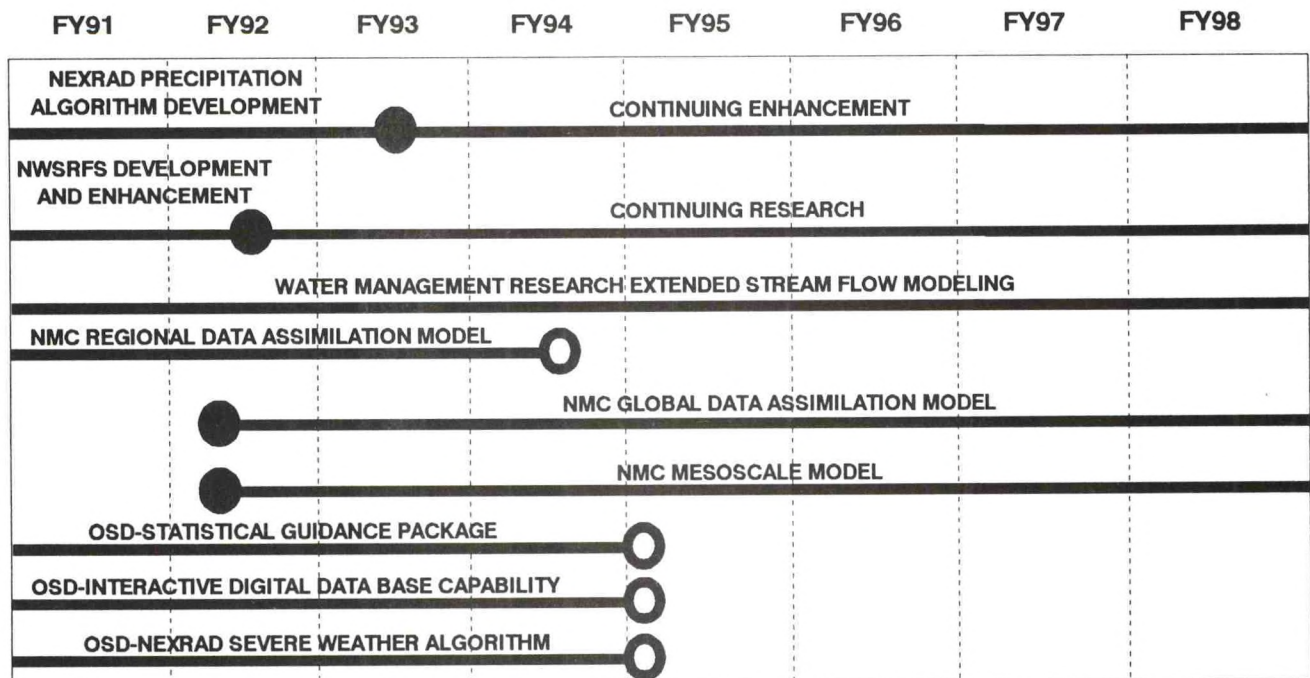 FY91 FY92 FY93 FY94 FY95 FY96 FY97 FY98
NEXRAD PRECIPITATION
ALGORITHM DEVELOPMENT
CONTINUING ENHANCEMENT
NWSRFS DEVELOPMENT
AND ENHANCEMENT
CONTINUING RESEARCH
WATER MANAGEMENT RESEARCH EXTENDED STREAM FLOW MODELING
NMC REGIONAL DATA ASSIMILATION MODEL
NMC GLOBAL DATA ASSIMILATION MODEL
NMC MESOSCALE MODEL
OSD-STATISTICAL GUIDANCE PACKAGE
OSD-INTERACTIVE DIGITAL DATA BASE CAPABILITY
OSD-NEXRAD SEVERE WEATHER ALGORITHM